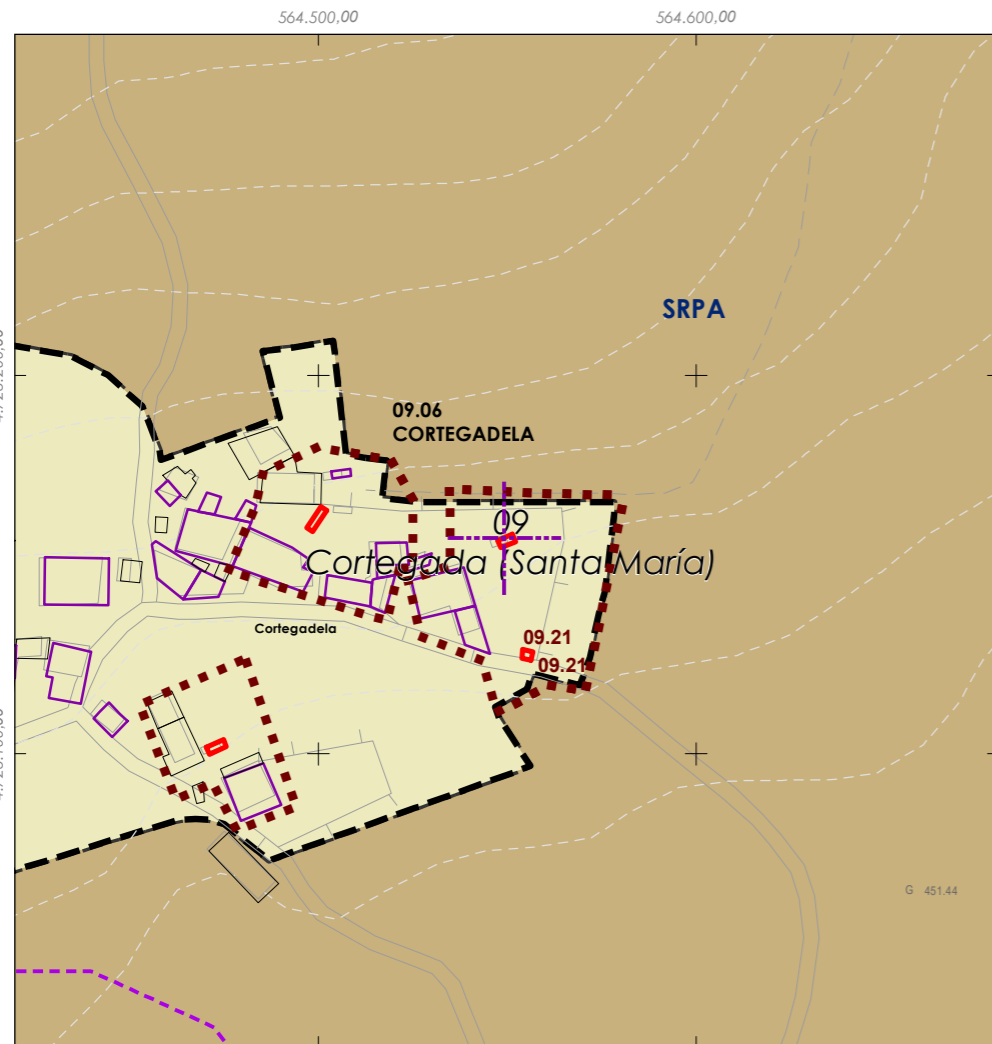 564.500,00
564.600,00
SRPA
09.06
CORTEGADELA
09
Cortegada (Santa María)
Cortegadela
09.21
09.21
G 451.44